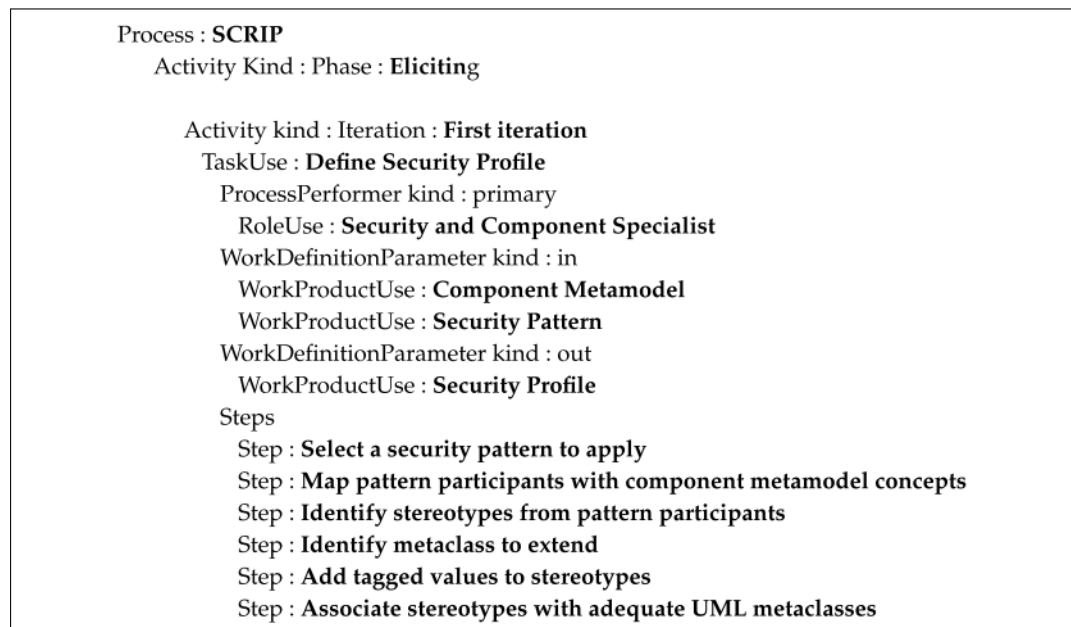 Process : SCRIP
Activity Kind : Phase : Eliciting
Activity kind : Iteration : First iteration
TaskUse : Define Security Profile
ProcessPerformer kind : primary
RoleUse : Security and Component Specialist
WorkDefinitionParameter kind : in
WorkProductUse : Component Metamodel
WorkProductUse : Security Pattern
WorkDefinitionParameter kind : out
WorkProductUse : Security Profile
Steps
Step : Select a security pattern to apply
Step : Map pattern participants with component metamodel concepts
Step : Identify stereotypes from pattern participants
Step : Identify metaclass to extend
Step : Add tagged values to stereotypes
Step : Associate stereotypes with adequate UML metaclasses